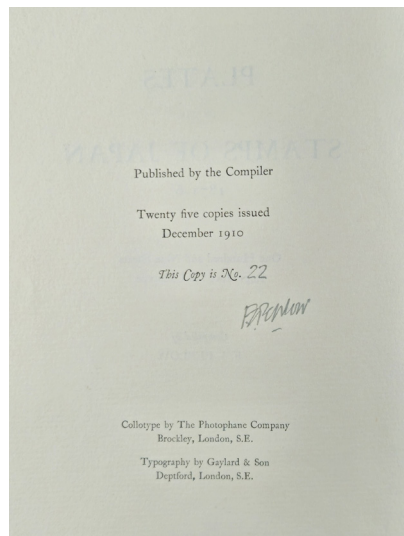 Published by the Compiler
Twenty five copies issued
December 1910
This Copy is No. 22
Collotype by The Photophane Company
Brockley, London, S.E.
Typography by Gaylard & Son
Deptford, London, S.E.